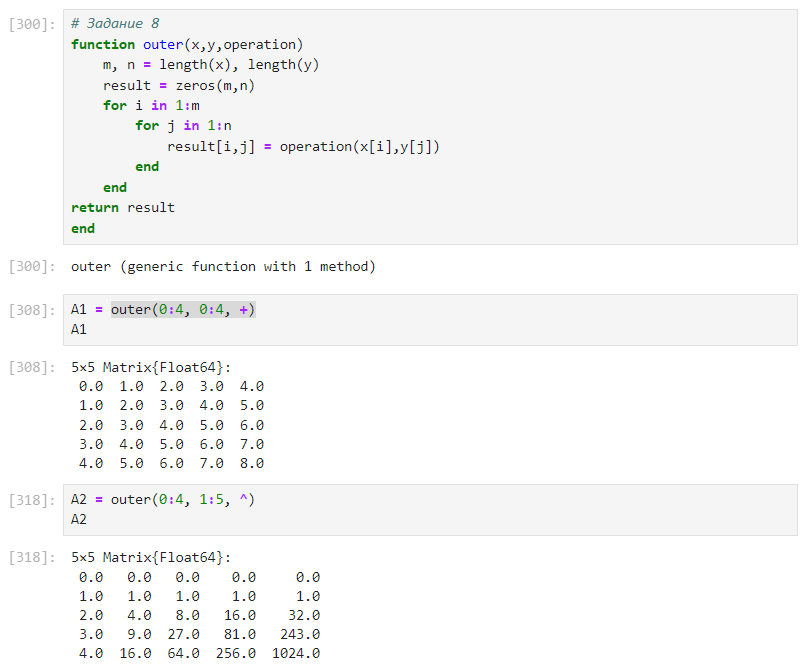 [300]: # Задание 8
function outer(x,y,operation)
    m, n = length(x), length(y)
    result = zeros(m,n)
    for i in 1:m
        for j in 1:n
            result[i,j] = operation(x[i],y[j])
        end
    end
return result
end
[300]: outer (generic function with 1 method)
[308]: A1 = outer(0:4, 0:4, +)
A1
[308]: 5×5 Matrix{Float64}:
 0.0  1.0  2.0  3.0  4.0
 1.0  2.0  3.0  4.0  5.0
 2.0  3.0  4.0  5.0  6.0
 3.0  4.0  5.0  6.0  7.0
 4.0  5.0  6.0  7.0  8.0
[318]: A2 = outer(0:4, 1:5, ^)
A2
[318]: 5×5 Matrix{Float64}:
 0.0   0.0   0.0    0.0     0.0
 1.0   1.0   1.0    1.0     1.0
 2.0   4.0   8.0   16.0    32.0
 3.0   9.0  27.0   81.0   243.0
 4.0  16.0  64.0  256.0  1024.0